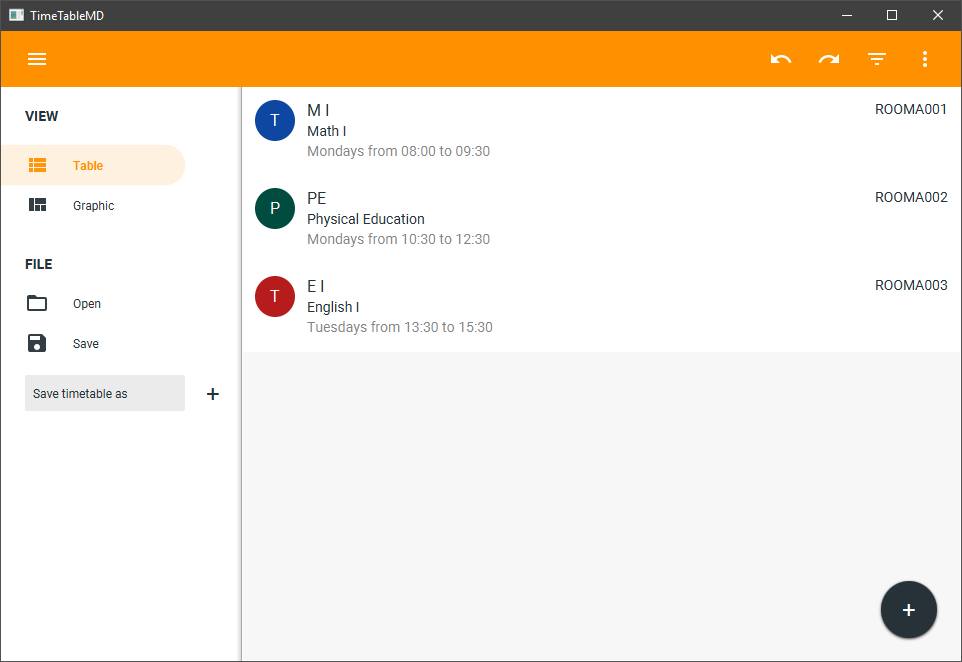 TimeTableMD
VIEW
Table
Graphic
FILE
Open
Save
Save timetable as
+
T
M I
ROOMA001
Math I
Mondays from 08:00 to 09:30
P
PE
ROOMA002
Physical Education
Mondays from 10:30 to 12:30
T
E I
ROOMA003
English I
Tuesdays from 13:30 to 15:30
+